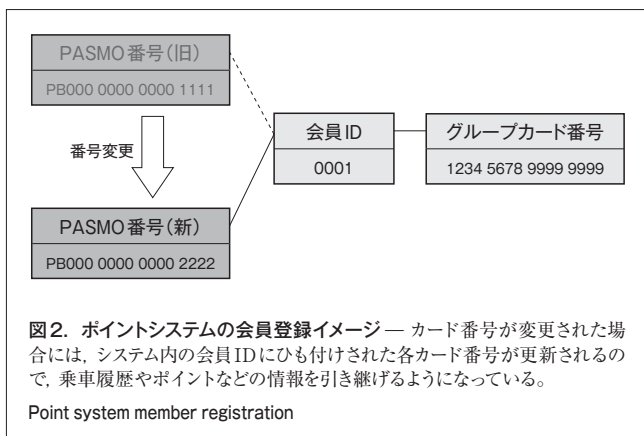 PASMO番号(旧)
PB000 0000 0000 1111
番号変更
PASMO番号(新)
PB000 0000 0000 2222
会員ID
0001
グループカード番号
1234 5678 9999 9999
図2. ポイントシステムの会員登録イメージ — カード番号が変更された場
合には，システム内の会員IDにひも付けされた各カード番号が更新されるの
で，乗車履歴やポイントなどの情報を引き継げるようになっている。
Point system member registration